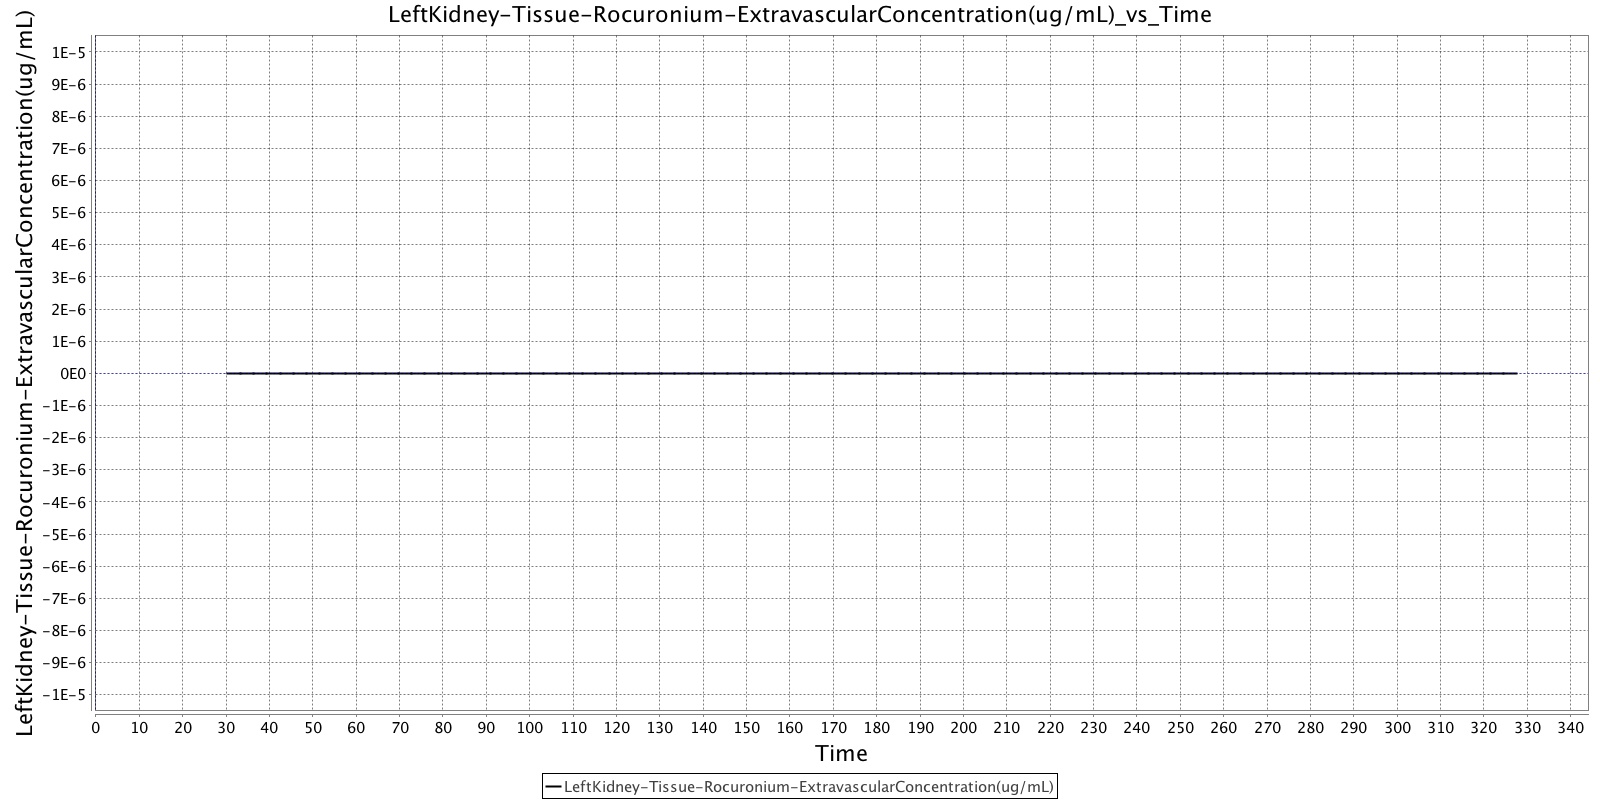 LeftKidney-Tissue-Rocuronium-ExtravascularConcentration(ug/mL)_vs_Time
LeftKidney-Tissue-Rocuronium-ExtravascularConcentration(ug/mL)
1E-5
9E-6
8E-6
7E-6
6E-6
5E-6
4E-6
3E-6
2E-6
1E-6
0E0
-1E-6
-2E-6
-3E-6
-4E-6
-5E-6
-6E-6
-7E-6
-8E-6
-9E-6
-1E-5
0 10 20 30 40 50 60 70 80 90 100 110 120 130 140 150 160 170 180 190 200 210 220 230 240 250 260 270 280 290 300 310 320 330 340
Time
LeftKidney-Tissue-Rocuronium-ExtravascularConcentration(ug/mL)